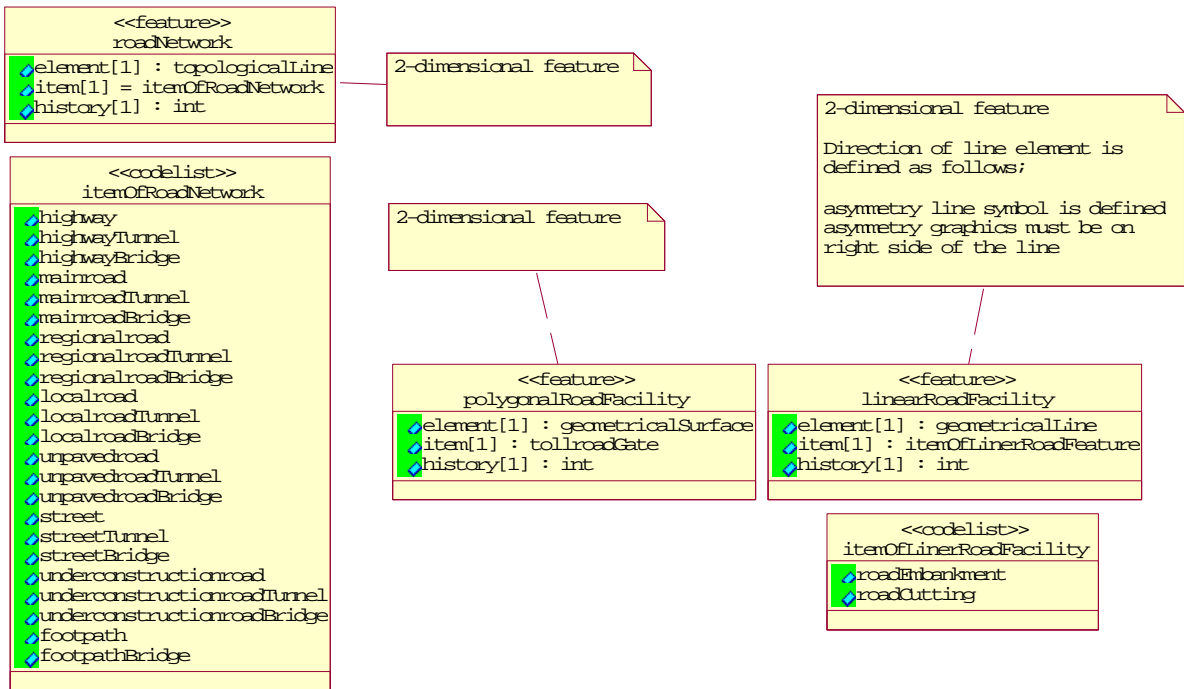 <<feature>>
roadNetwork
element[1] : topologicalLine
item[1] = itemOfRoadNetwork
history[1] : int
2-dimensional feature
<<codelist>>
itemOfRoadNetwork
highway
highwayTunnel
highwayBridge
mainroad
mainroadTunnel
mainroadBridge
regionalroad
regionalroadTunnel
regionalroadBridge
localroad
localroadTunnel
localroadBridge
unpavedroad
unpavedroadTunnel
unpavedroadBridge
street
streetTunnel
streetBridge
underconstructionroad
underconstructionroadTunnel
underconstructionroadBridge
footpath
footpathBridge
2-dimensional feature
<<feature>>
polygonalRoadFacility
element[1] : geometricalSurface
item[1] : tollroadGate
history[1] : int
2-dimensional feature
Direction of line element is
defined as follows;
asymmetry line symbol is defined
asymmetry graphics must be on
right side of the line
<<feature>>
linearRoadFacility
element[1] : geometricalLine
item[1] : itemOfLinerRoadFeature
history[1] : int
<<codelist>>
itemOfLinerRoadFacility
roadEmbankment
roadCutting